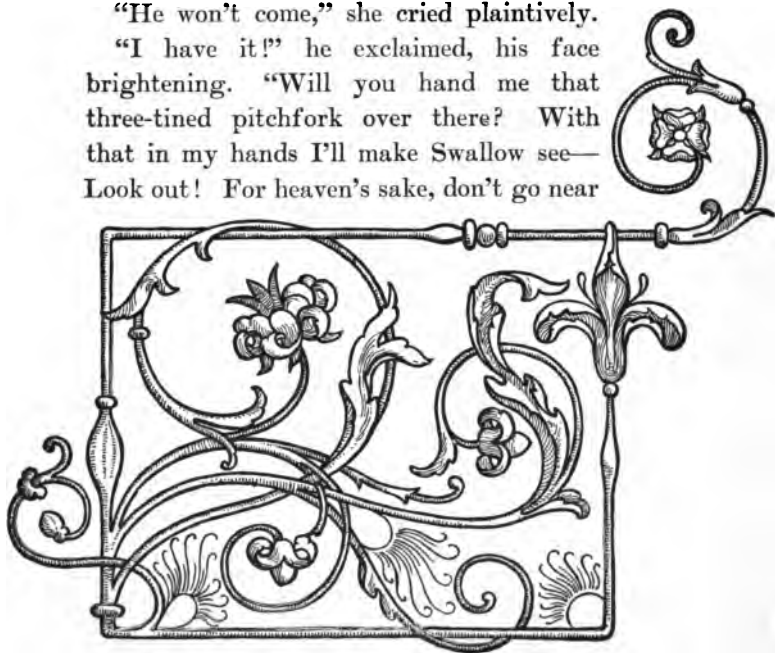 “He won’t come,” she cried plaintively.
“I have it!” he exclaimed, his face
brightening. “Will you hand me that
three-tined pitchfork over there? With
that in my hands I’ll make Swallow see—
Look out! For heaven’s sake, don’t go near